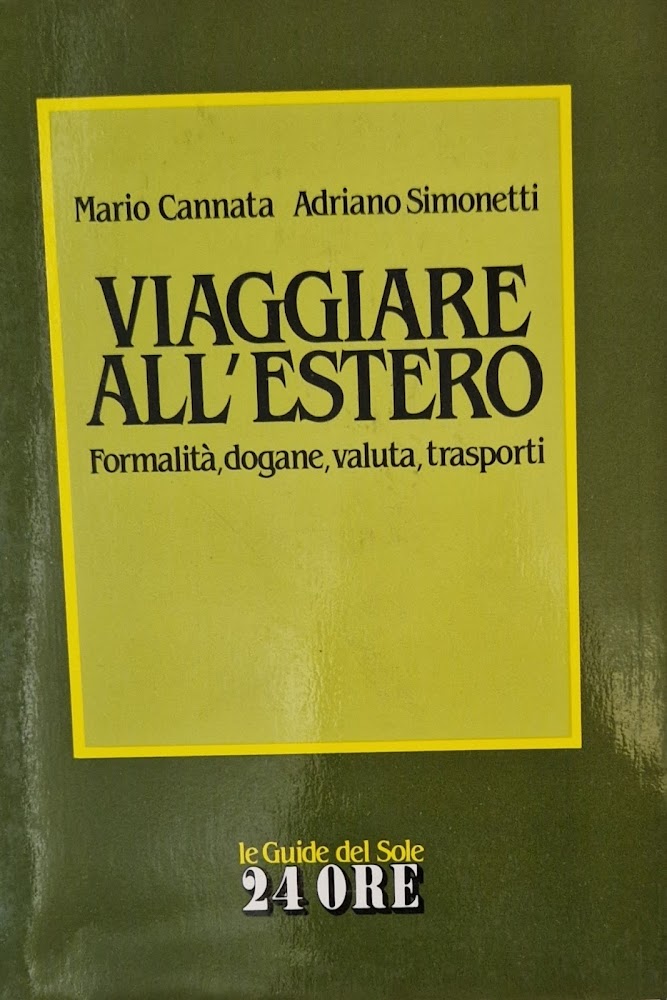 Mario Cannata Adriano Simonetti
VIAGGIARE
ALL'ESTERO
Formalità, dogane, valuta, trasporti
le Guide del Sole
24 ORE